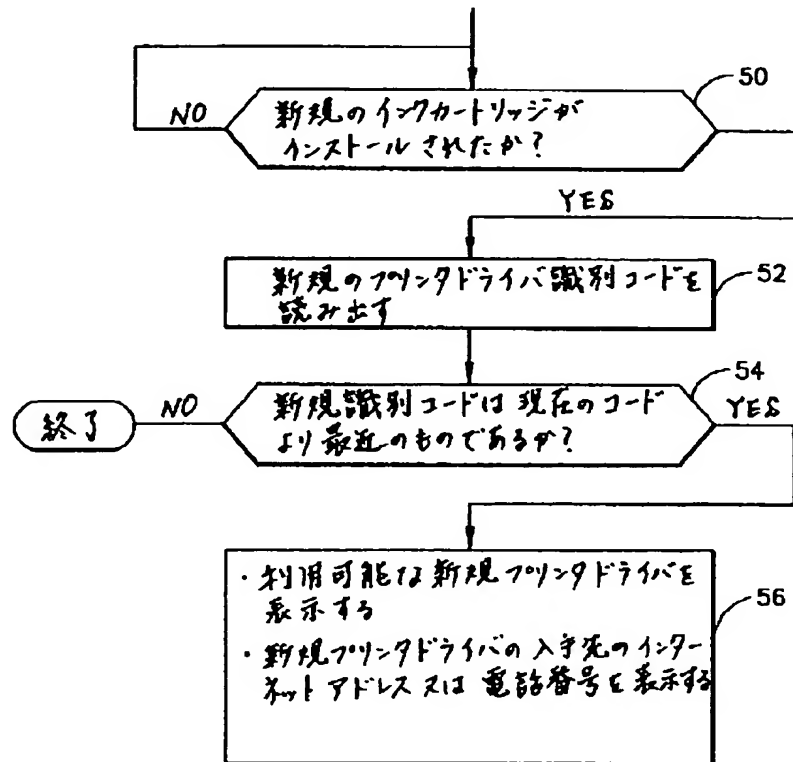 50
新規のインクカートリッジが
NO
インストールされたか?
YES
新規のプリンタドライバ識別コードを
52
読み出す
54
新規識別コードは現在のコード
NO
YES
終了
より最近のものであるか?
・利用可能な新規プリンタドライバを
表示する
56
・新規プリンタドライバの入手先のインター
ネットアドレス又は電話番号を表示する